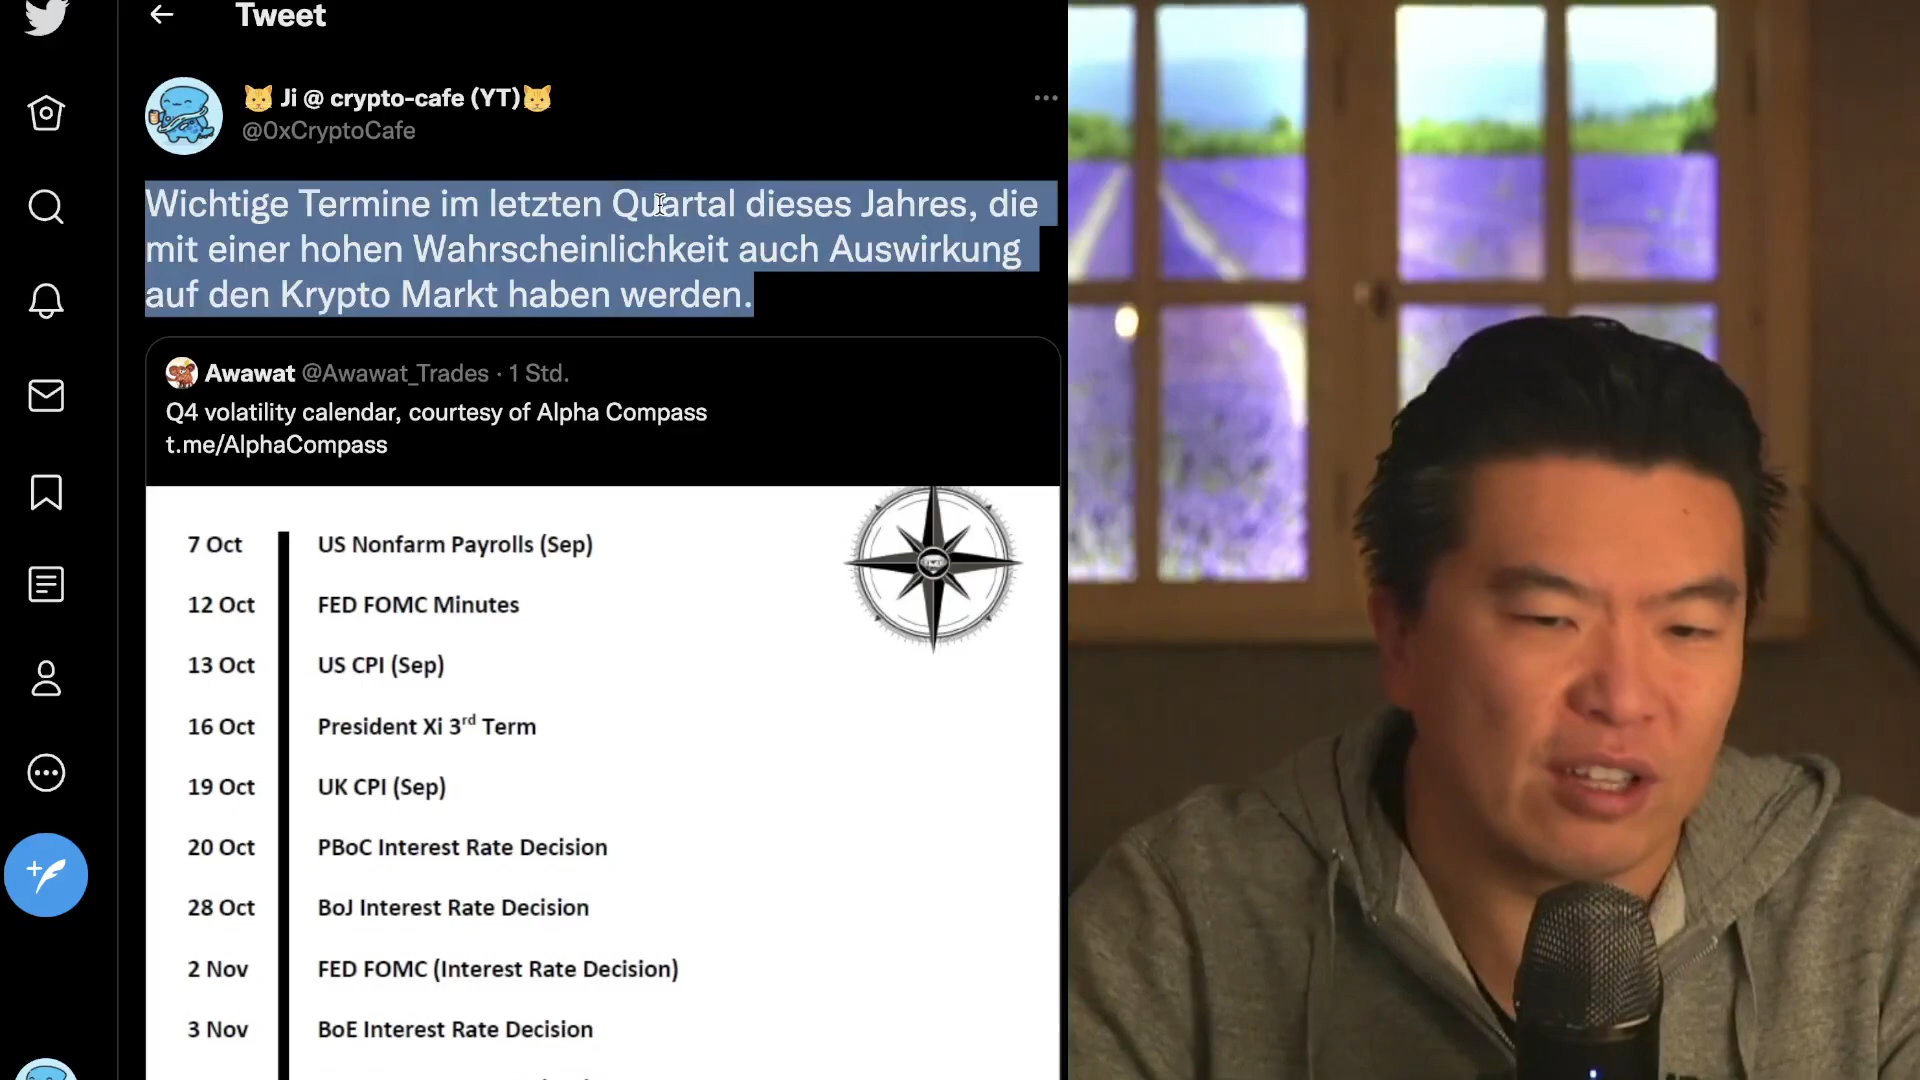 Tweet
🐱 Ji @ crypto-cafe (YT)🐱
@0xCryptoCafe
Wichtige Termine im letzten Quartal dieses Jahres, die
mit einer hohen Wahrscheinlichkeit auch Auswirkung
auf den Krypto Markt haben werden.
Awawat @Awawat_Trades · 1 Std.
Q4 volatility calendar, courtesy of Alpha Compass
t.me/AlphaCompass
7 Oct US Nonfarm Payrolls (Sep)
12 Oct FED FOMC Minutes
13 Oct US CPI (Sep)
16 Oct President Xi 3rd Term
19 Oct UK CPI (Sep)
20 Oct PBoC Interest Rate Decision
28 Oct BoJ Interest Rate Decision
2 Nov FED FOMC (Interest Rate Decision)
3 Nov BoE Interest Rate Decision